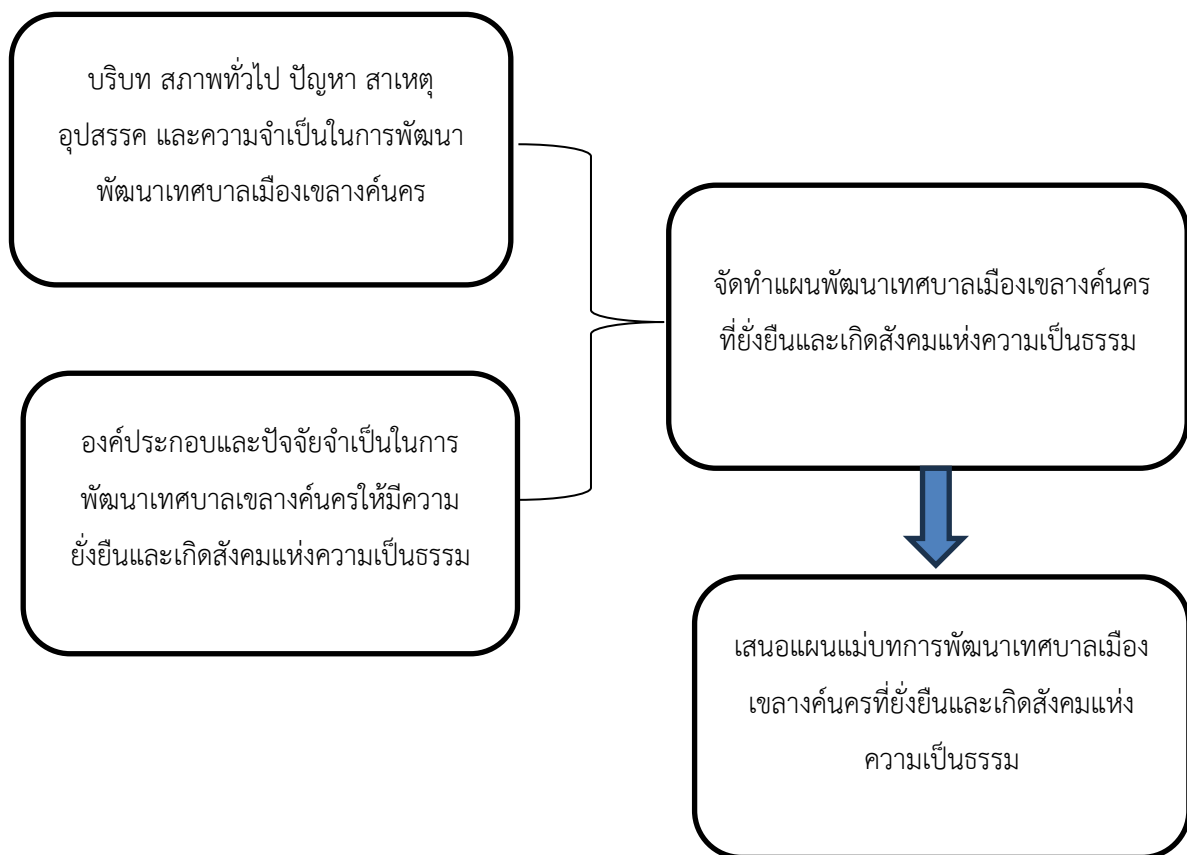 บริบท สภาพทั่วไป ปัญหา สาเหตุ
อุปสรรค และความจำเป็นในการพัฒนา
พัฒนาเทศบาลเมืองเขลางค์นคร
องค์ประกอบและปัจจัยจำเป็นในการ
พัฒนาเทศบาลเขลางค์นครให้มีความ
ยั่งยืนและเกิดสังคมแห่งความเป็นธรรม
จัดทำแผนพัฒนาเทศบาลเมืองเขลางค์นคร
ที่ยั่งยืนและเกิดสังคมแห่งความเป็นธรรม
เสนอแผนแม่บทการพัฒนาเทศบาลเมือง
เขลางค์นครที่ยั่งยืนและเกิดสังคมแห่ง
ความเป็นธรรม